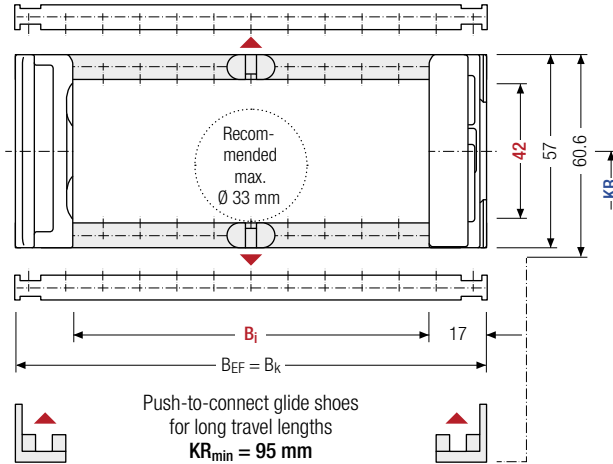 Recom-
mended
max.
Ø 33 mm
42
57
60.6
KR
Bi
17
BEF = Bk
Push-to-connect glide shoes
for long travel lengths
KRmin = 95 mm